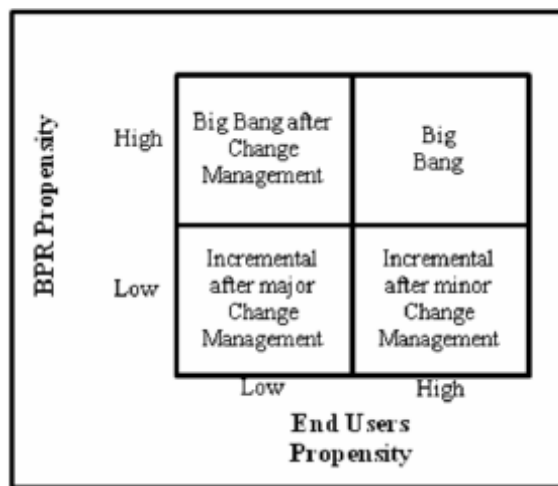 BPR Propensity
High
Big Bang after
Change
Management
Big
Bang
Low
Incremental
after major
Change
Management
Incremental
after minor
Change
Management
Low
High
End Users
Propensity